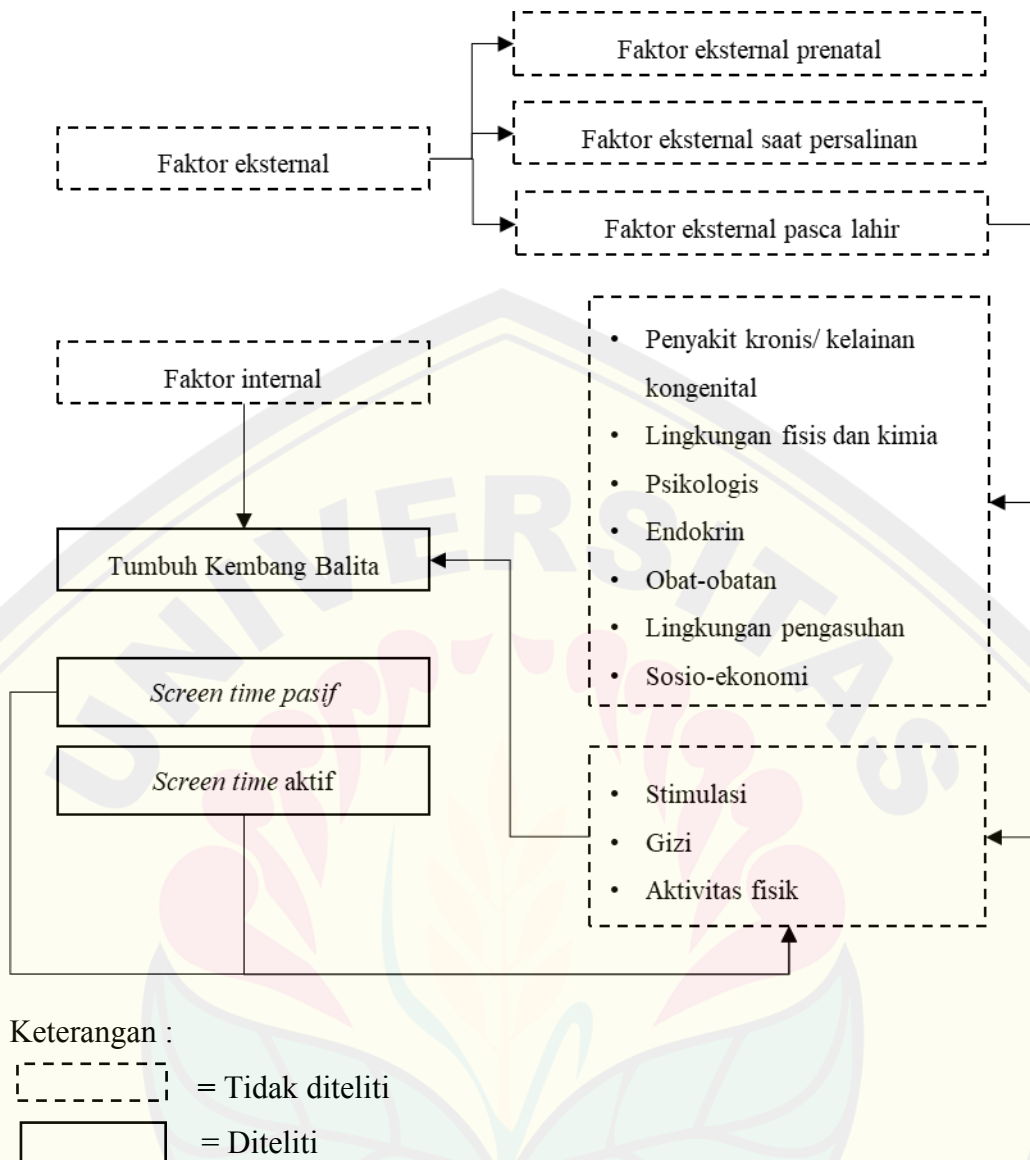 Faktor eksternal prenatal
Faktor eksternal saat persalinan
Faktor eksternal
Faktor eksternal pasca lahir
Faktor internal
Tumbuh Kembang Balita
Screen time pasif
Screen time aktif
• Penyakit kronis/ kelainan
kongenital
• Lingkungan fisis dan kimia
• Psikologis
• Endokrin
• Obat-obatan
• Lingkungan pengasuhan
• Sosio-ekonomi
• Stimulasi
• Gizi
• Aktivitas fisik
Keterangan :
= Tidak diteliti
= Diteliti
UNIVERSITAS